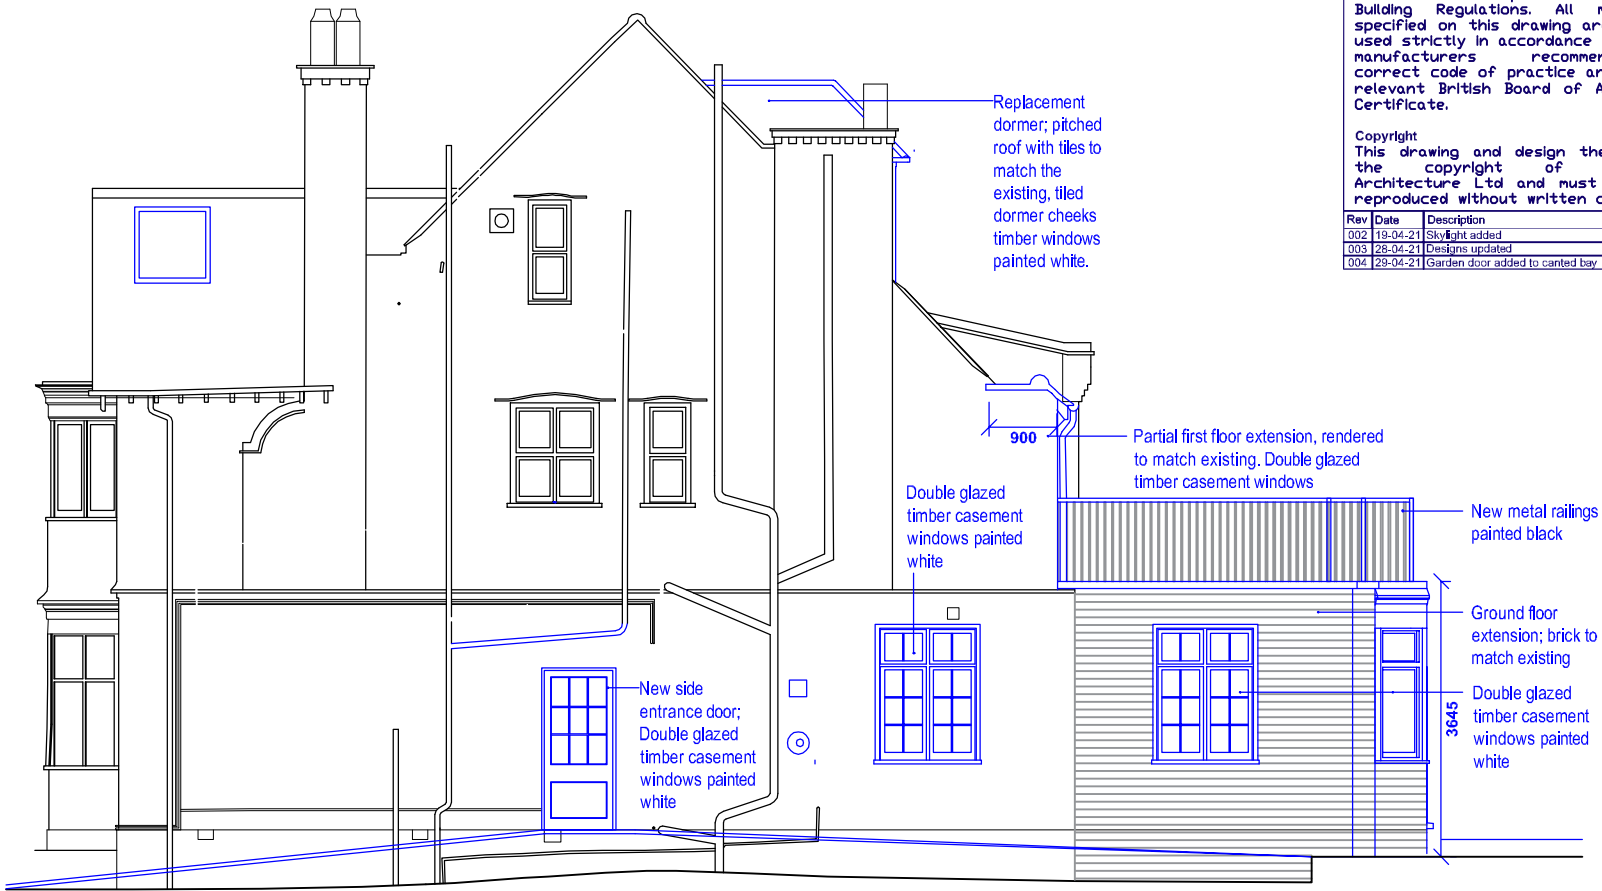 Building Regulations. All
specified on this drawing
used strictly in accordance
manufacturers
correct code of practice
relevant British Board of
Certificate.
Copyright
This drawing and design
the copyright of
Architecture Ltd and must
reproduced without written
Rev Date Description
002 19-04-21 Skylight added
003 28-04-21 Designs updated
004 29-04-21 Garden door added to canted bay
Replacement
dormer; pitched
roof with tiles to
match the
existing, tiled
dormer cheeks
timber windows
painted white.
900
Partial first floor extension, rendered
to match existing. Double glazed
timber casement windows
Double glazed
timber casement
windows painted
white
New metal railings
painted black
Ground floor
extension; brick to
match existing
Double glazed
timber casement
windows painted
white
3645
New side
entrance door;
Double glazed
timber casement
windows painted
white